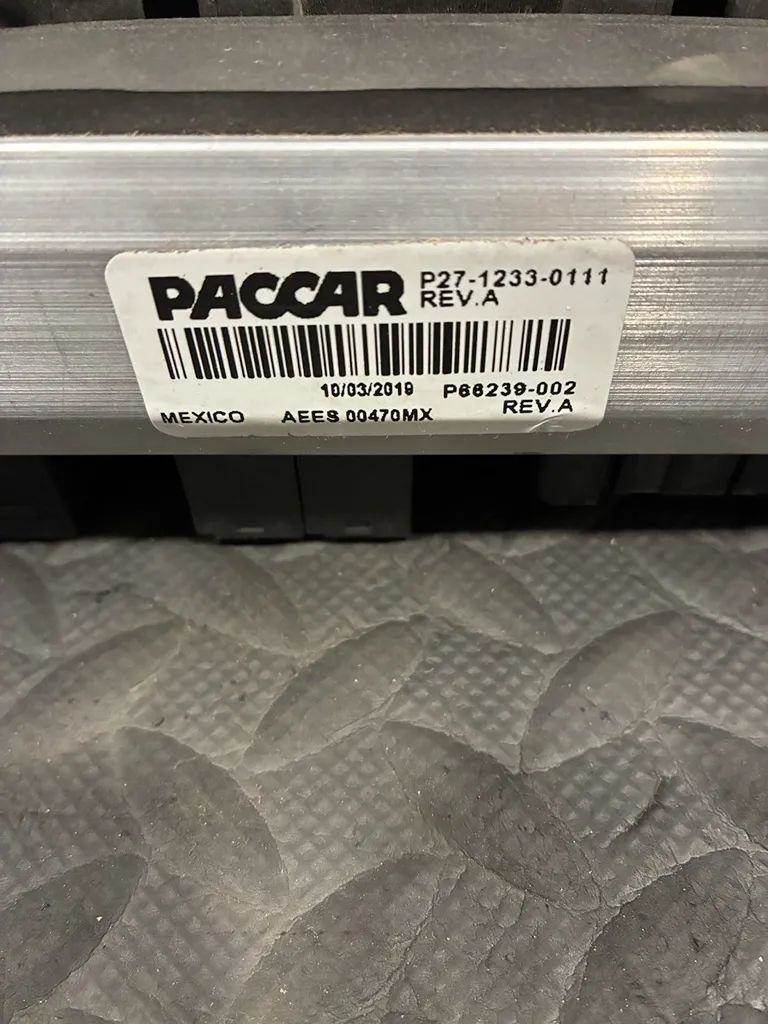 PACCAR P27-1233-0111
REV.A
10/03/2019 P66239-002
REV.A
MEXICO AEES 00470MX